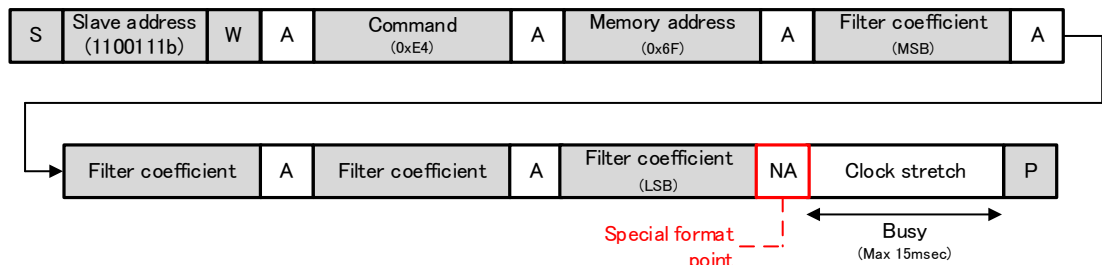 S
Slave address
(1100111b)
W
A
Command
(0xE4)
A
Memory address
(0x6F)
A
Filter coefficient
(MSB)
A
Filter coefficient
A
Filter coefficient
A
Filter coefficient
(LSB)
NA
Clock stretch
P
Special format
point
Busy
(Max 15msec)